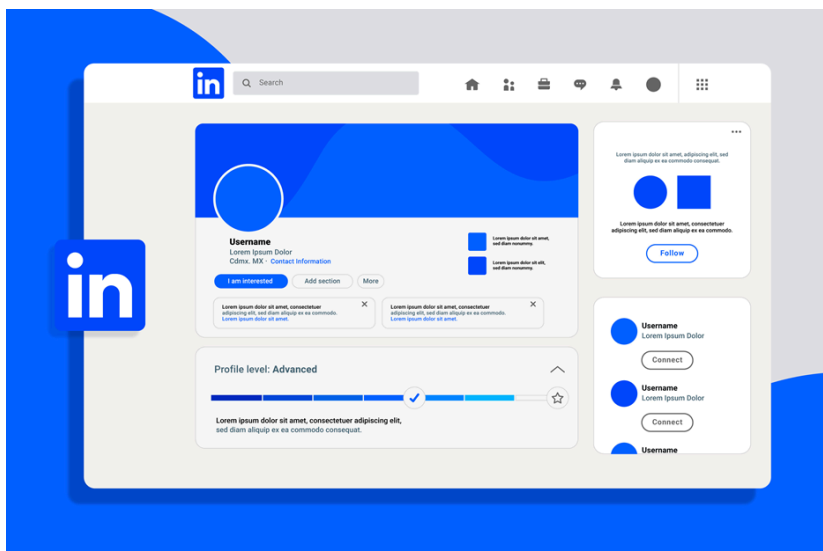 in
Search
Lorem ipsum dolor sit amet, adipiscing elit, sed
diam aliquip ex ea commodo consequat.
Lorem ipsum dolor sit amet, consectetuer
adipiscing elit, sed diam aliquip ex ea commodo.
Follow
Username
Lorem Ipsum Dolor
Cdmx. MX · Contact Information
Lorem ipsum dolor sit amet,
sed diam nonummy.
Lorem ipsum dolor sit elit,
sed diam nonummy.
I am interested
Add section
More
Lorem ipsum dolor sit amet, consectetuer
adipiscing elit, sed diam aliquip ex ea commodo.
Lorem ipsum dolor sit amet.
Lorem ipsum dolor sit amet, consectetuer
adipiscing elit, sed diam aliquip ex ea commodo.
Lorem ipsum dolor sit amet.
in
Profile level: Advanced
Lorem ipsum dolor sit amet, consectetuer adipiscing elit,
sed diam aliquip ex ea commodo consequat.
Username
Lorem Ipsum Dolor
Connect
Username
Lorem Ipsum Dolor
Connect
Username